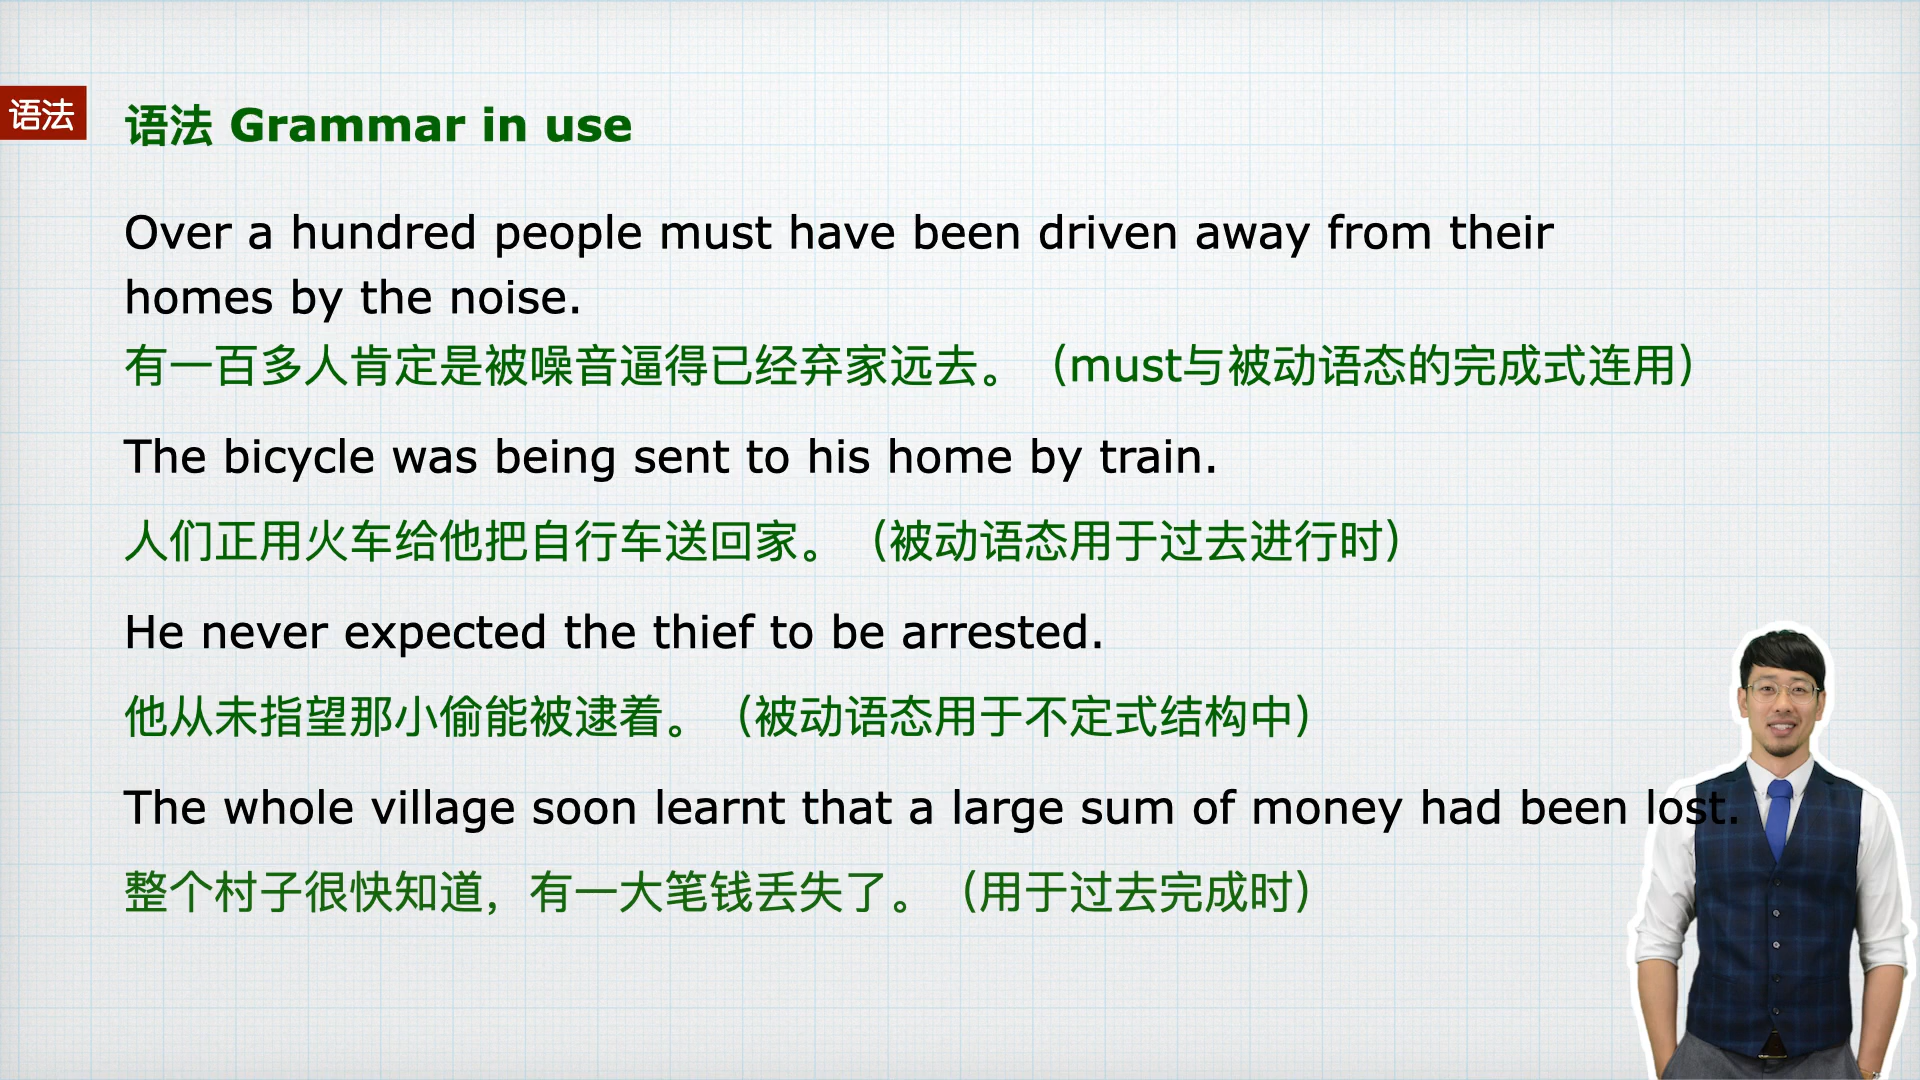 语法
语法 Grammar in use
Over a hundred people must have been driven away from their
homes by the noise.
有一百多人肯定是被噪音逼得已经弃家远去。（must与被动语态的完成式连用）
The bicycle was being sent to his home by train.
人们正用火车给他把自行车送回家。（被动语态用于过去进行时）
He never expected the thief to be arrested.
他从未指望那小偷能被逮着。（被动语态用于不定式结构中）
The whole village soon learnt that a large sum of money had been lost.
整个村子很快知道，有一大笔钱丢失了。（用于过去完成时）